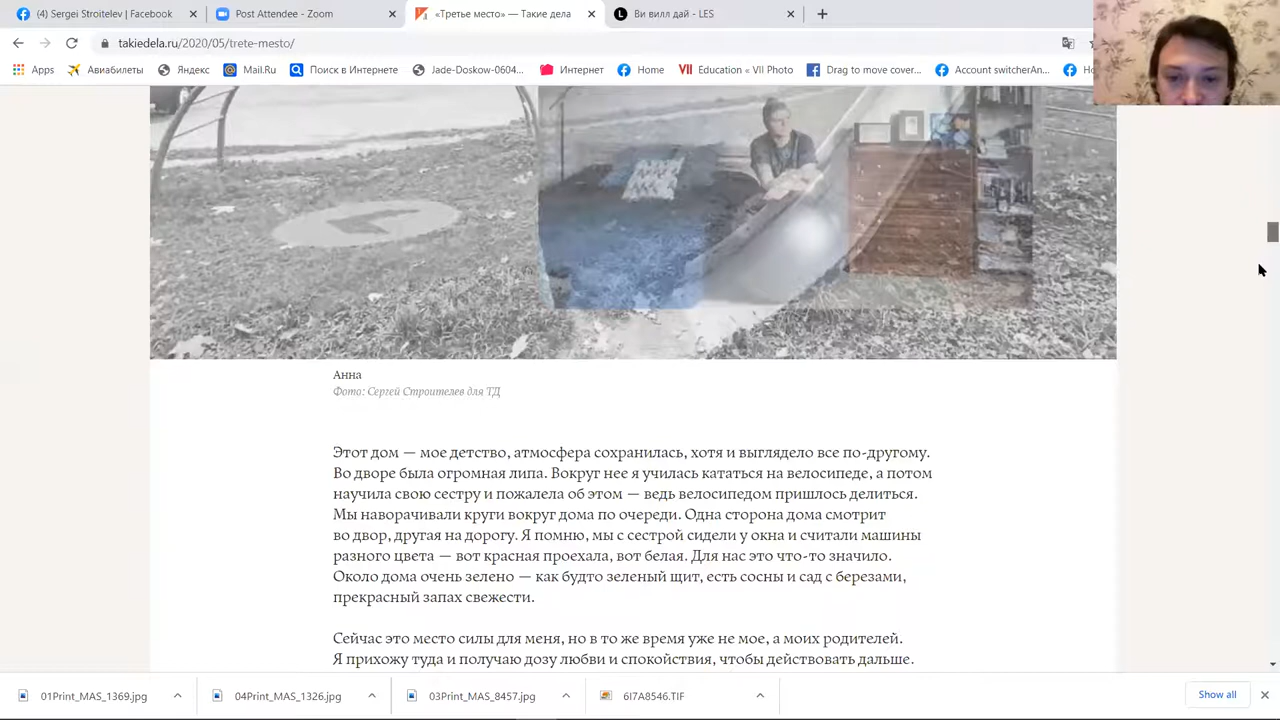 (4) Sergei Stroitelev | Facebook
Post Attendee - Zoom
«Третье место» — Такие дела
Ви вилл дай - LES
takiedela.ru/2020/05/trete-mesto/
Apps
Авиабилеты
Яндекс
Mail.Ru
Поиск в Интернете
Jade-Doskow-0604...
Интернет
Home
VII Education « VII Photo
Drag to move cover...
Account switcherAn...
Анна
Фото: Сергей Строителев для ТД
Этот дом — мое детство, атмосфера сохранилась, хотя и выглядело все по-другому.
Во дворе была огромная липа. Вокруг нее я училась кататься на велосипеде, а потом
научила свою сестру и пожалела об этом — ведь велосипедом пришлось делиться.
Мы наворачивали круги вокруг дома по очереди. Одна сторона дома смотрит
во двор, другая на дорогу. Я помню, мы с сестрой сидели у окна и считали машины
разного цвета — вот красная проехала, вот белая. Для нас это что-то значило.
Около дома очень зелено — как будто зеленый щит, есть сосны и сад с березами,
прекрасный запах свежести.
Сейчас это место силы для меня, но в то же время уже не мое, а моих родителей.
Я прихожу туда и получаю дозу любви и спокойствия, чтобы действовать дальше.
01Print_MAS_1369.jpg
04Print_MAS_1326.jpg
03Print_MAS_8457.jpg
6I7A8546.TIF
Show all